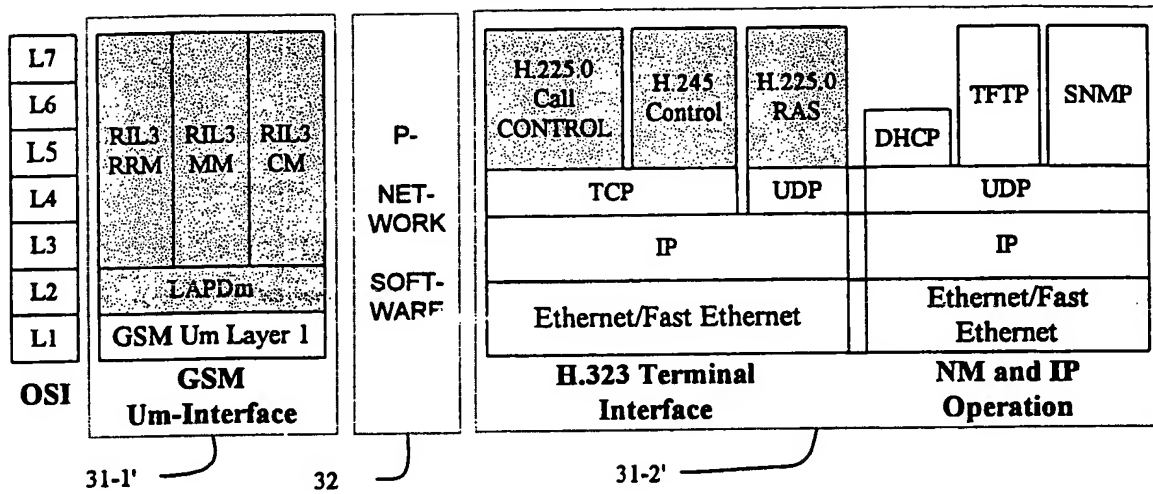 L7
L6
L5
L4
L3
L2
L1
OSI
RIL3
RRM
RIL3
MM
RIL3
CM
LAPDm
GSM Um Layer 1
GSM
Um-Interface
P-
NET-
WORK
SOFT-
WARE
H.225.0
Call
CONTROL
H.245
Control
H.225.0
RAS
TCP
UDP
IP
Ethernet/Fast Ethernet
H.323 Terminal
Interface
DHCP
TFTP
SNMP
UDP
IP
Ethernet/Fast
Ethernet
NM and IP
Operation
31-1'
32
31-2'